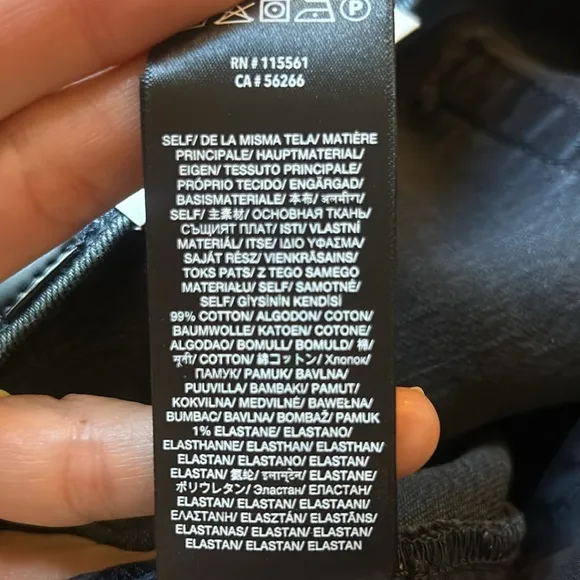 RN # 115561
CA # 56266
SELF/ DE LA MISMA TELA/ MATIÈRE
PRINCIPALE/ HAUPTMATERIAL/
EIGEN/ TESSUTO PRINCIPALE/
PRÓPRIO TECIDO/ ENGÄRGAD/
BASISMATERIALE/ 本布/ अलमीरा/
SELF/ 主素材/ ОСНОВНАЯ ТКАНЬ/
СЪЩИЯТ ПЛАТ/ ISTI/ VLASTNÍ
MATERIÁL/ ITSE/ ΙΔΙΟ ΥΦΑΣΜΑ/
SAJÁT RÉSZ/ VIENKRĀSAINS/
TOKS PATS/ Z TEGO SAMEGO
MATERIAŁU/ SELF/ SAMOTNÉ/
SELF/ GİYSİNİN KENDİSİ
99% COTTON/ ALGODON/ COTON/
BAUMWOLLE/ KATOEN/ COTONE/
ALGODAO/ BOMULL/ BOMULD/ 棉/
सूती/ COTTON/ 綿コットン/ Хлопок/
ПАМУК/ PAMUK/ BAVLNA/
PUUVILLA/ ΒΑΜΒΑΚΙ/ PAMUT/
KOKVILNA/ MEDVILNĖ/ BAWEŁNA/
BUMBAC/ BAVLNA/ BOMBAŽ/ PAMUK
1% ELASTANE/ ELASTANO/
ELASTHANNE/ ELASTHAN/ ELASTHAN/
ELASTAN/ ELASTANO/ ELASTAN/
ELASTAN/ 氨纶/ इलास्टेन/ ELASTANE/
ポリウレタン/ Эластан/ ЕЛАСТАН/
ELASTAN/ ELASTAN/ ELASTAANI/
ΕΛΑΣΤΑΝΗ/ ELASZTÁN/ ELASTĀNS/
ELASTANAS/ ELASTAN/ ELASTAN/
ELASTAN/ ELASTAN/ ELASTAN